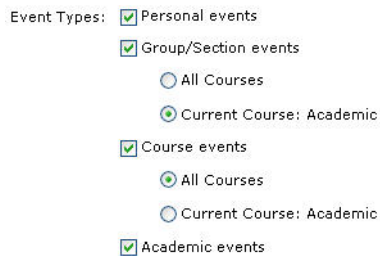 Event Types: Personal events
Group/Section events
All Courses
Current Course: Academic
Course events
All Courses
Current Course: Academic
Academic events